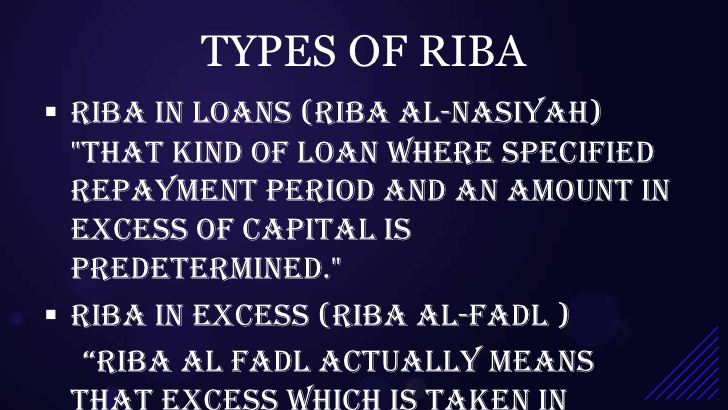 TYPES OF RIBA
▪ RIBA IN LOANS (RIBA AL-NASIYAH)
"THAT KIND OF LOAN WHERE SPECIFIED
REPAYMENT PERIOD AND AN AMOUNT IN
EXCESS OF CAPITAL IS
PREDETERMINED."
▪ RIBA IN EXCESS (RIBA AL-FADL )
“RIBA AL FADL ACTUALLY MEANS
THAT EXCESS WHICH IS TAKEN IN